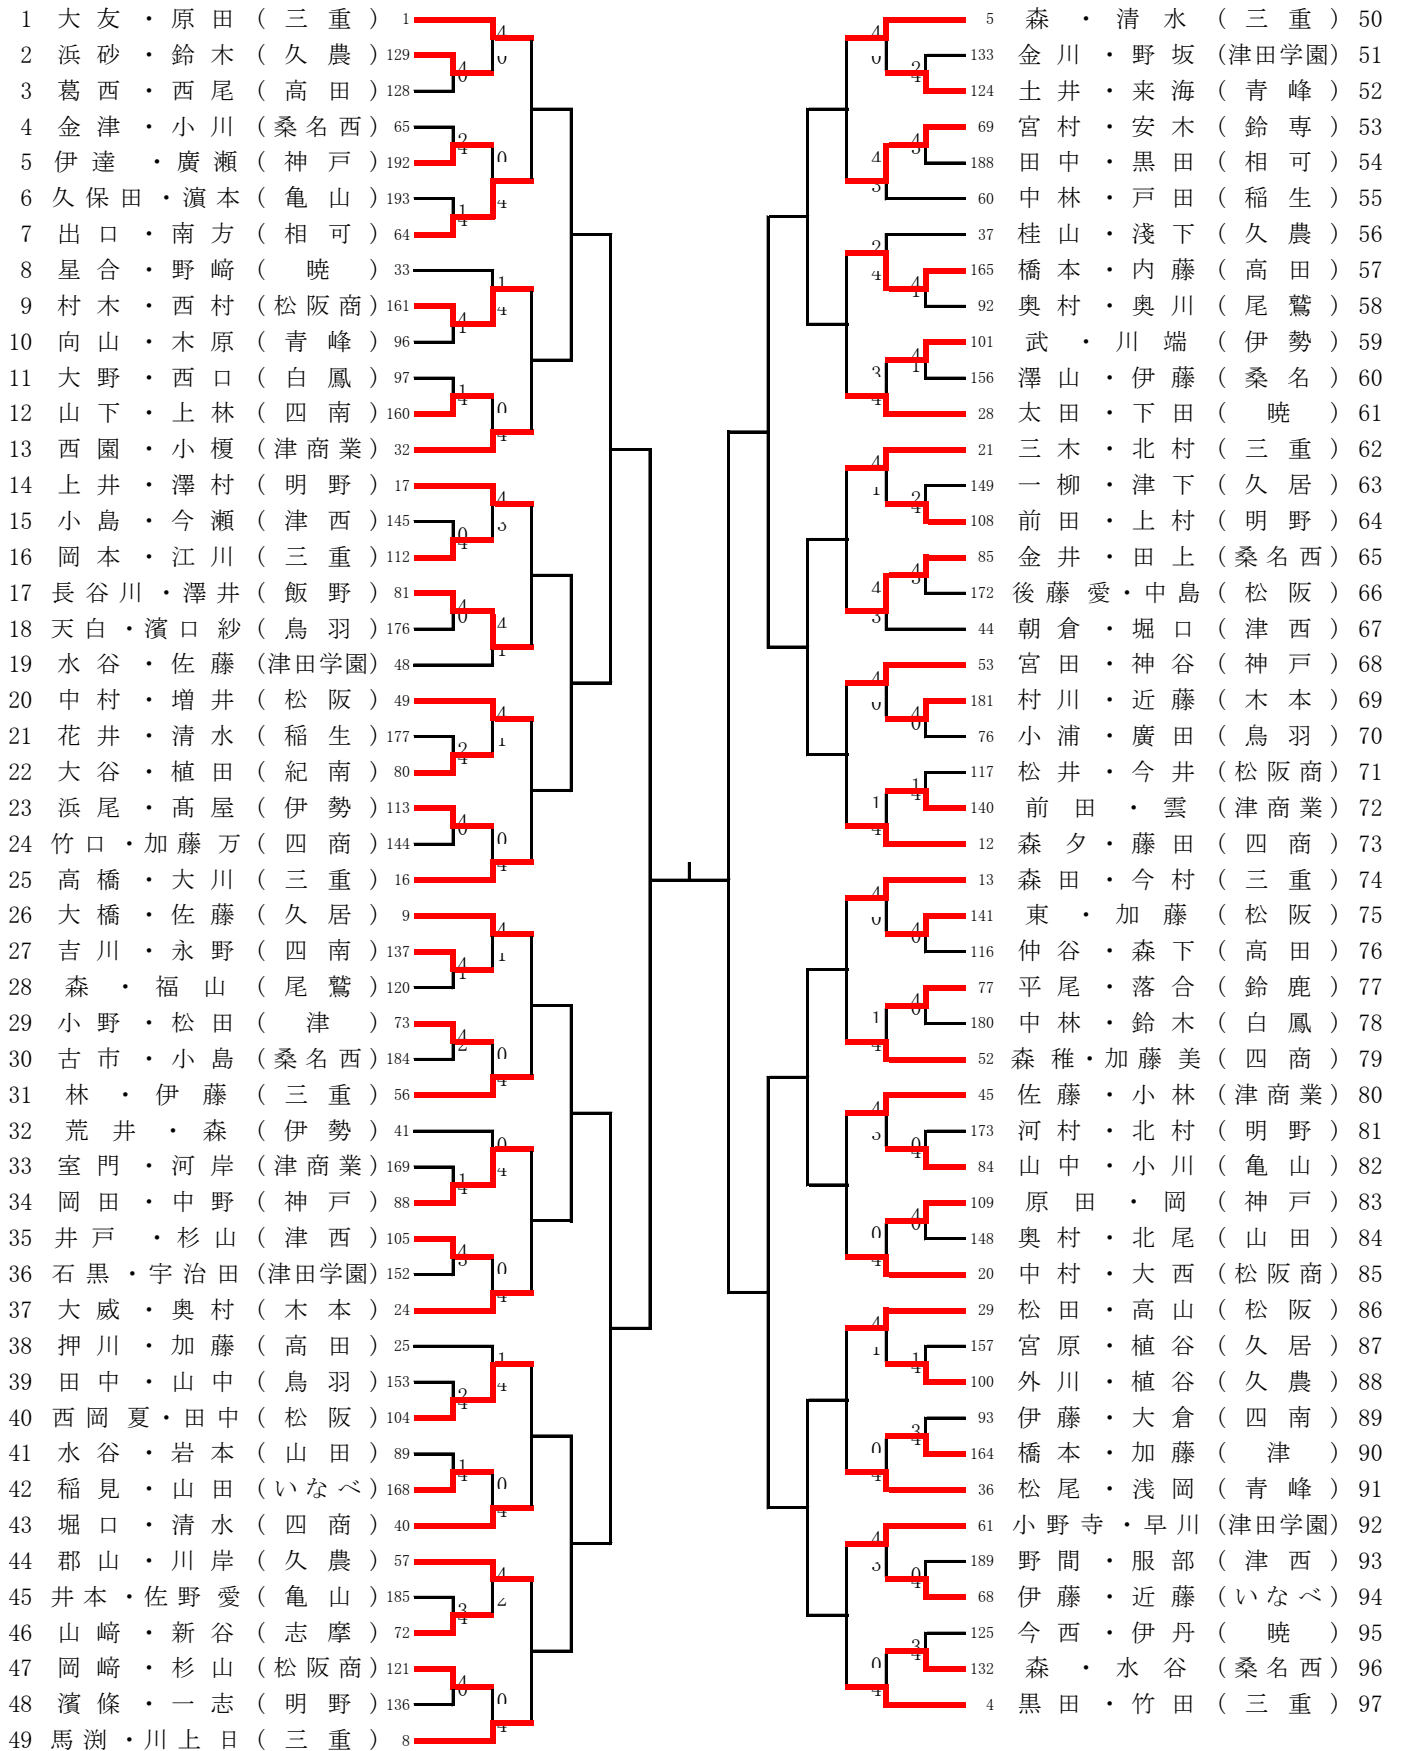 1 大友・原田 (三重) 1
2 浜砂・鈴木 (久農) 129
3 葛西・西尾 (高田) 128
4 金津・小川 (桑名西) 65
5 伊達・廣瀬 (神戸) 192
6 久保田・濵本 (亀山) 193
7 出口・南方 (相可) 64
8 星合・野﨑 (暁) 33
9 村木・西村 (松阪商) 161
10 向山・木原 (青峰) 96
11 大野・西口 (白鳳) 97
12 山下・上林 (四南) 160
13 西園・小榎 (津商業) 32
14 上井・澤村 (明野) 17
15 小島・今瀬 (津西) 145
16 岡本・江川 (三重) 112
17 長谷川・澤井 (飯野) 81
18 天白・濱口紗 (鳥羽) 176
19 水谷・佐藤 (津田学園) 48
20 中村・増井 (松阪) 49
21 花井・清水 (稲生) 177
22 大谷・植田 (紀南) 80
23 浜尾・髙屋 (伊勢) 113
24 竹口・加藤万 (四商) 144
25 高橋・大川 (三重) 16
26 大橋・佐藤 (久居) 9
27 吉川・永野 (四南) 137
28 森・福山 (尾鷲) 120
29 小野・松田 (津) 73
30 古市・小島 (桑名西) 184
31 林・伊藤 (三重) 56
32 荒井・森 (伊勢) 41
33 室門・河岸 (津商業) 169
34 岡田・中野 (神戸) 88
35 井戸・杉山 (津西) 105
36 石黒・宇治田 (津田学園) 152
37 大威・奥村 (木本) 24
38 押川・加藤 (高田) 25
39 田中・山中 (鳥羽) 153
40 西岡夏・田中 (松阪) 104
41 水谷・岩本 (山田) 89
42 稲見・山田 (いなべ) 168
43 堀口・清水 (四商) 40
44 郡山・川岸 (久農) 57
45 井本・佐野愛 (亀山) 185
46 山﨑・新谷 (志摩) 72
47 岡﨑・杉山 (松阪商) 121
48 濱條・一志 (明野) 136
49 馬渕・川上日 (三重) 8
5 森・清水 (三重) 50
133 金川・野坂 (津田学園) 51
124 土井・来海 (青峰) 52
69 宮村・安木 (鈴専) 53
188 田中・黒田 (相可) 54
60 中林・戸田 (稲生) 55
37 桂山・淺下 (久農) 56
165 橋本・内藤 (高田) 57
92 奥村・奥川 (尾鷲) 58
101 武・川端 (伊勢) 59
156 澤山・伊藤 (桑名) 60
28 太田・下田 (暁) 61
21 三木・北村 (三重) 62
149 一柳・津下 (久居) 63
108 前田・上村 (明野) 64
85 金井・田上 (桑名西) 65
172 後藤愛・中島 (松阪) 66
44 朝倉・堀口 (津西) 67
53 宮田・神谷 (神戸) 68
181 村川・近藤 (木本) 69
76 小浦・廣田 (鳥羽) 70
117 松井・今井 (松阪商) 71
140 前田・雲 (津商業) 72
12 森夕・藤田 (四商) 73
13 森田・今村 (三重) 74
141 東・加藤 (松阪) 75
116 仲谷・森下 (高田) 76
77 平尾・落合 (鈴鹿) 77
180 中林・鈴木 (白鳳) 78
52 森稚・加藤美 (四商) 79
45 佐藤・小林 (津商業) 80
173 河村・北村 (明野) 81
84 山中・小川 (亀山) 82
109 原田・岡 (神戸) 83
148 奥村・北尾 (山田) 84
20 中村・大西 (松阪商) 85
29 松田・高山 (松阪) 86
157 宮原・植谷 (久居) 87
100 外川・植谷 (久農) 88
93 伊藤・大倉 (四南) 89
164 橋本・加藤 (津) 90
36 松尾・浅岡 (青峰) 91
61 小野寺・早川 (津田学園) 92
189 野間・服部 (津西) 93
68 伊藤・近藤 (いなべ) 94
125 今西・伊丹 (暁) 95
132 森・水谷 (桑名西) 96
4 黒田・竹田 (三重) 97